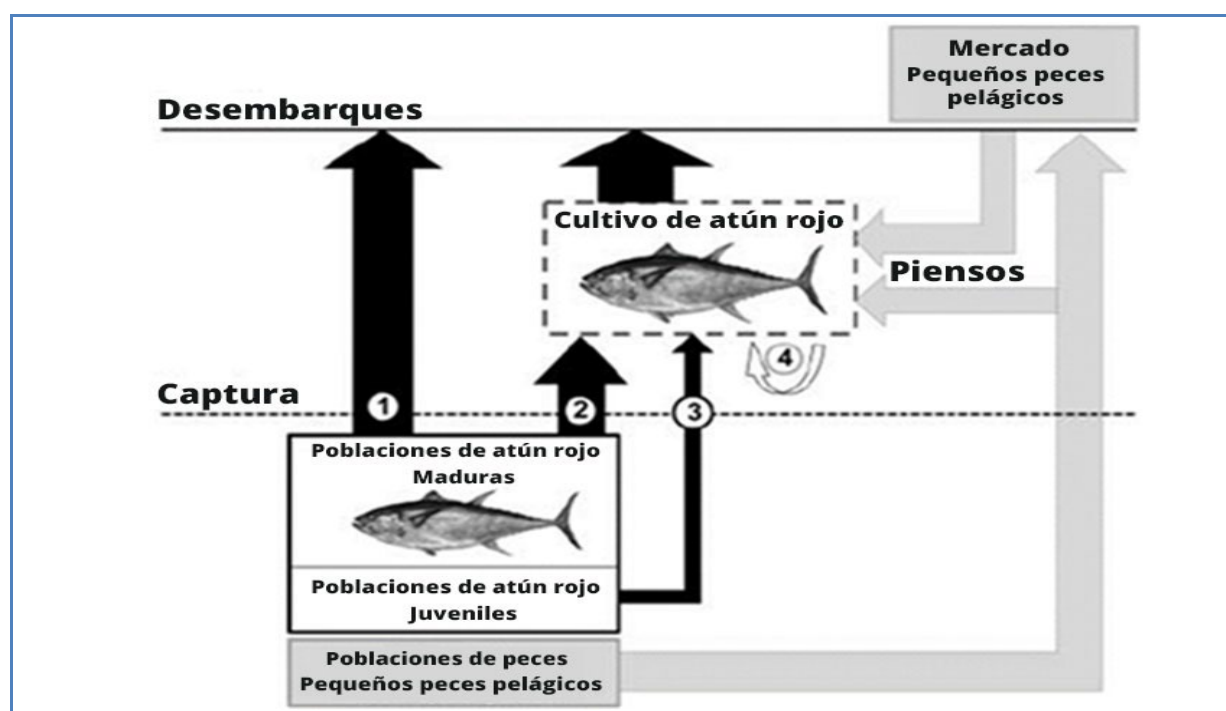 Mercado
Pequeños peces
pelágicos
Desembarques
Cultivo de atún rojo
Piensos
4
Captura
1
2
3
Poblaciones de atún rojo
Maduras
Poblaciones de atún rojo
Juveniles
Poblaciones de peces
Pequeños peces pelágicos